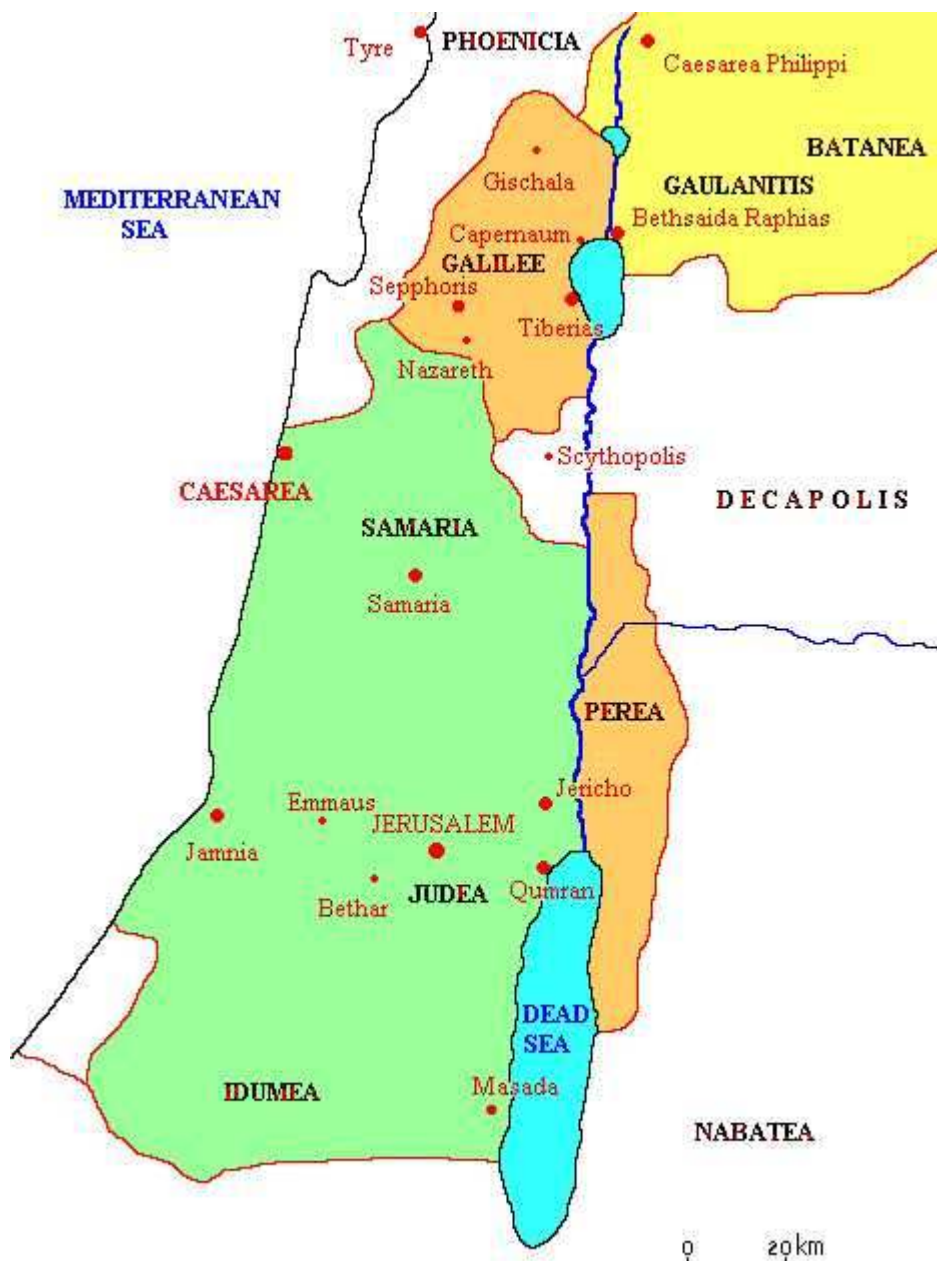 Tyre
PHOENICIA
Caesarea Philippi
BATANEA
Gischala
GAULANITIS
MEDITERRANEAN
SEA
Bethsaida Raphias
Capernaum
GALILEE
Sepphoris
Tiberias
Nazareth
Scythopolis
CAESAREA
DECAPOLIS
SAMARIA
Samaria
PEREA
Jericho
Emmaus
JERUSALEM
Jamnia
Qumran
JUDEA
Bethar
DEAD
SEA
Masada
IDUMEA
NABATEA
0 20km